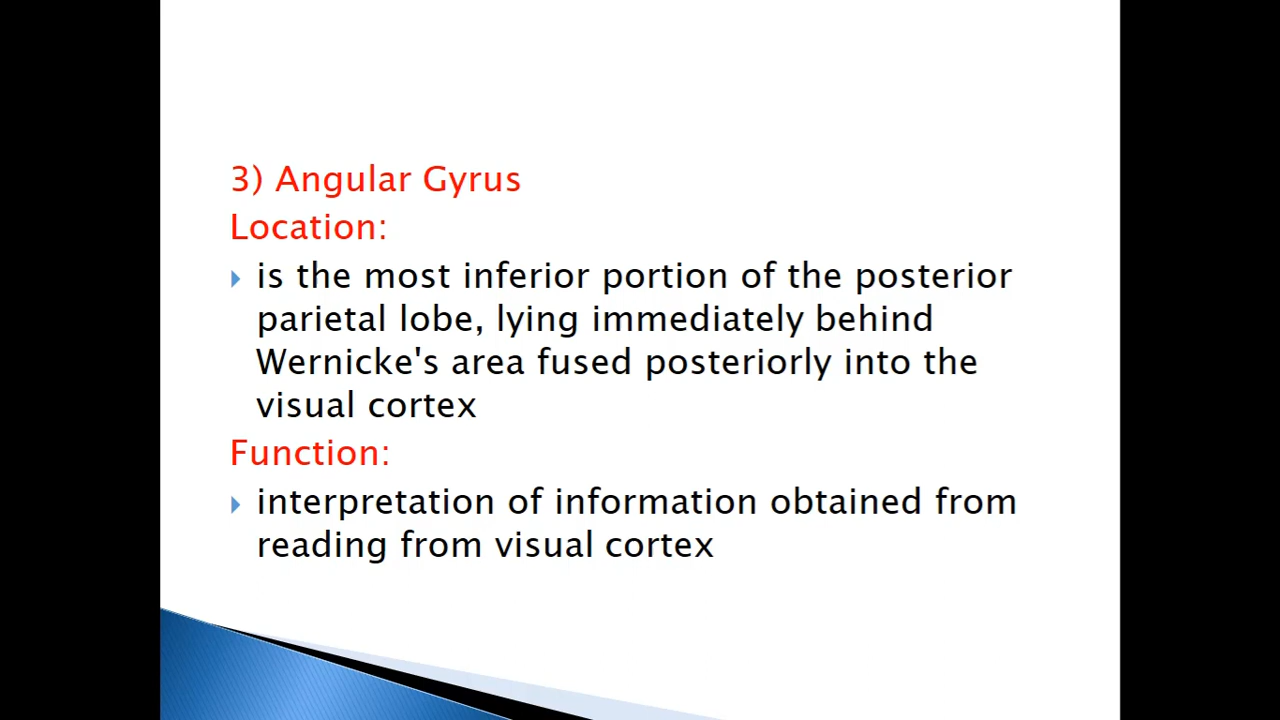 3) Angular Gyrus
Location:
is the most inferior portion of the posterior
parietal lobe, lying immediately behind
Wernicke's area fused posteriorly into the
visual cortex
Function:
interpretation of information obtained from
reading from visual cortex